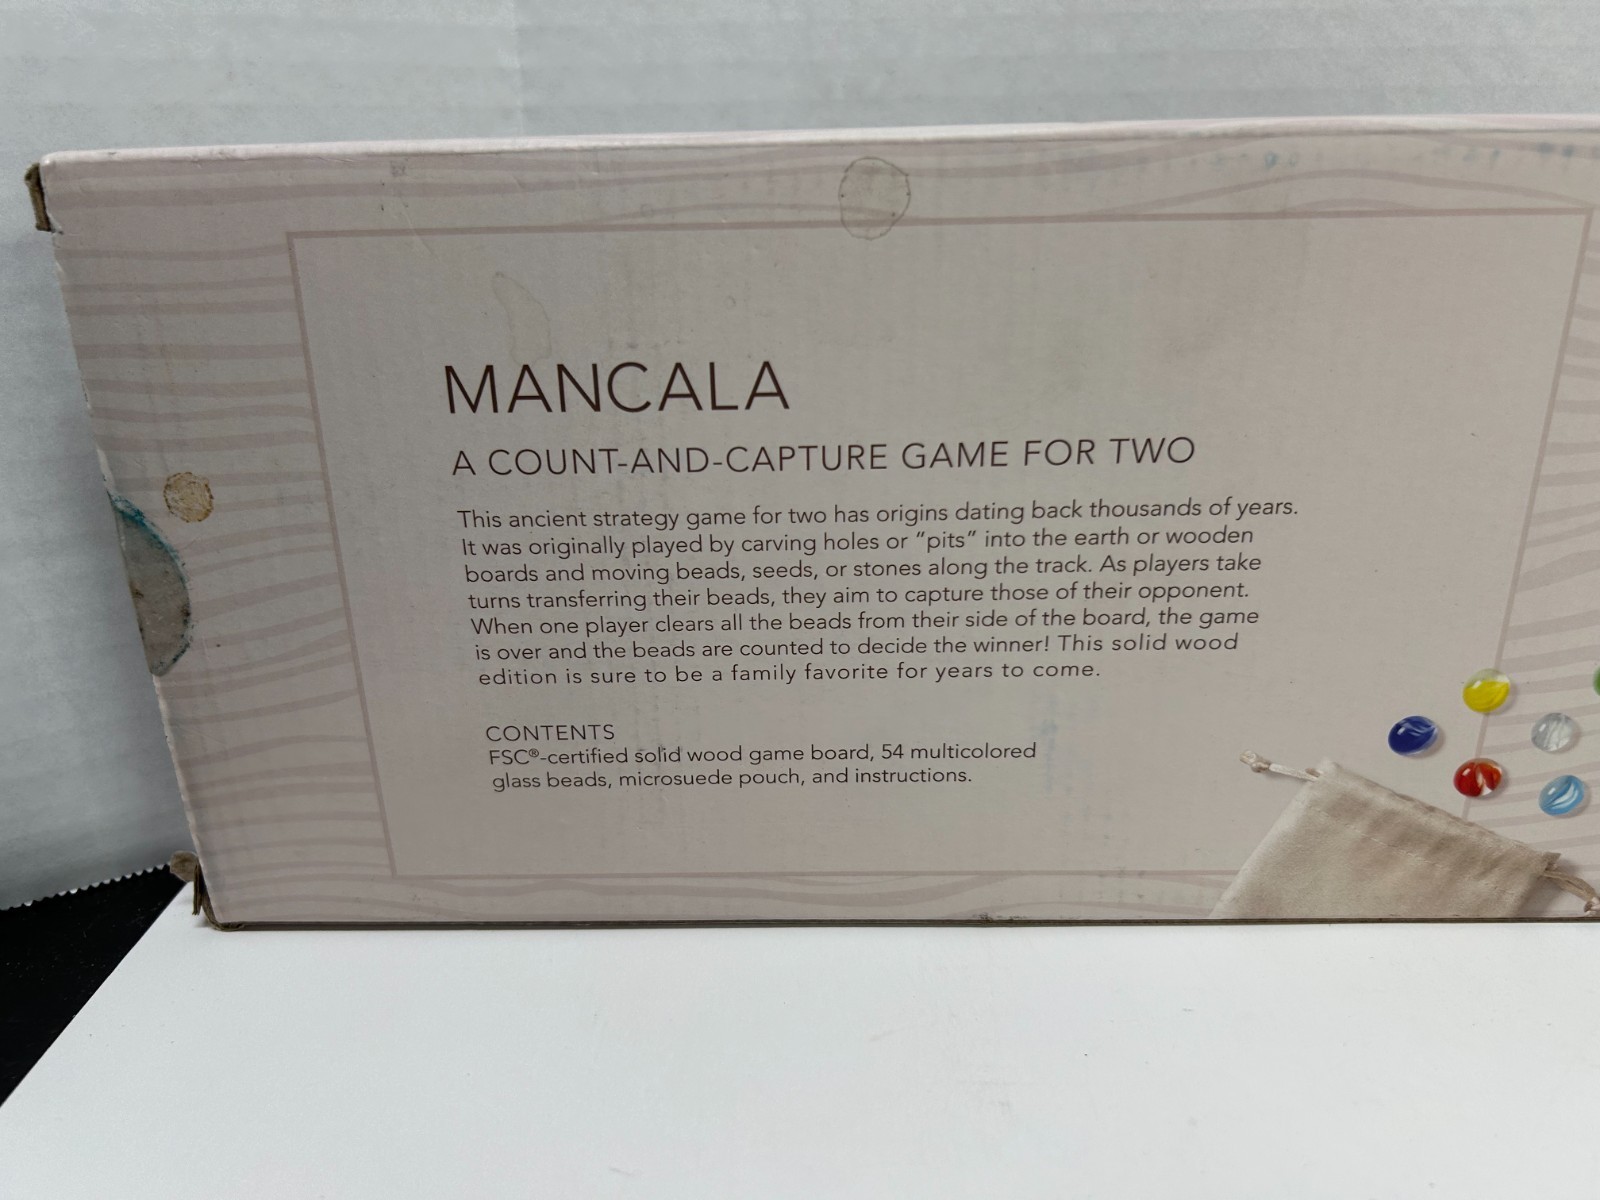 MANCALA
A COUNT-AND-CAPTURE GAME FOR TWO
This ancient strategy game for two has origins dating back thousands of years.
It was originally played by carving holes or “pits” into the earth or wooden
boards and moving beads, seeds, or stones along the track. As players take
turns transferring their beads, they aim to capture those of their opponent.
When one player clears all the beads from their side of the board, the game
is over and the beads are counted to decide the winner! This solid wood
edition is sure to be a family favorite for years to come.
CONTENTS
FSC®-certified solid wood game board, 54 multicolored
glass beads, microsuede pouch, and instructions.